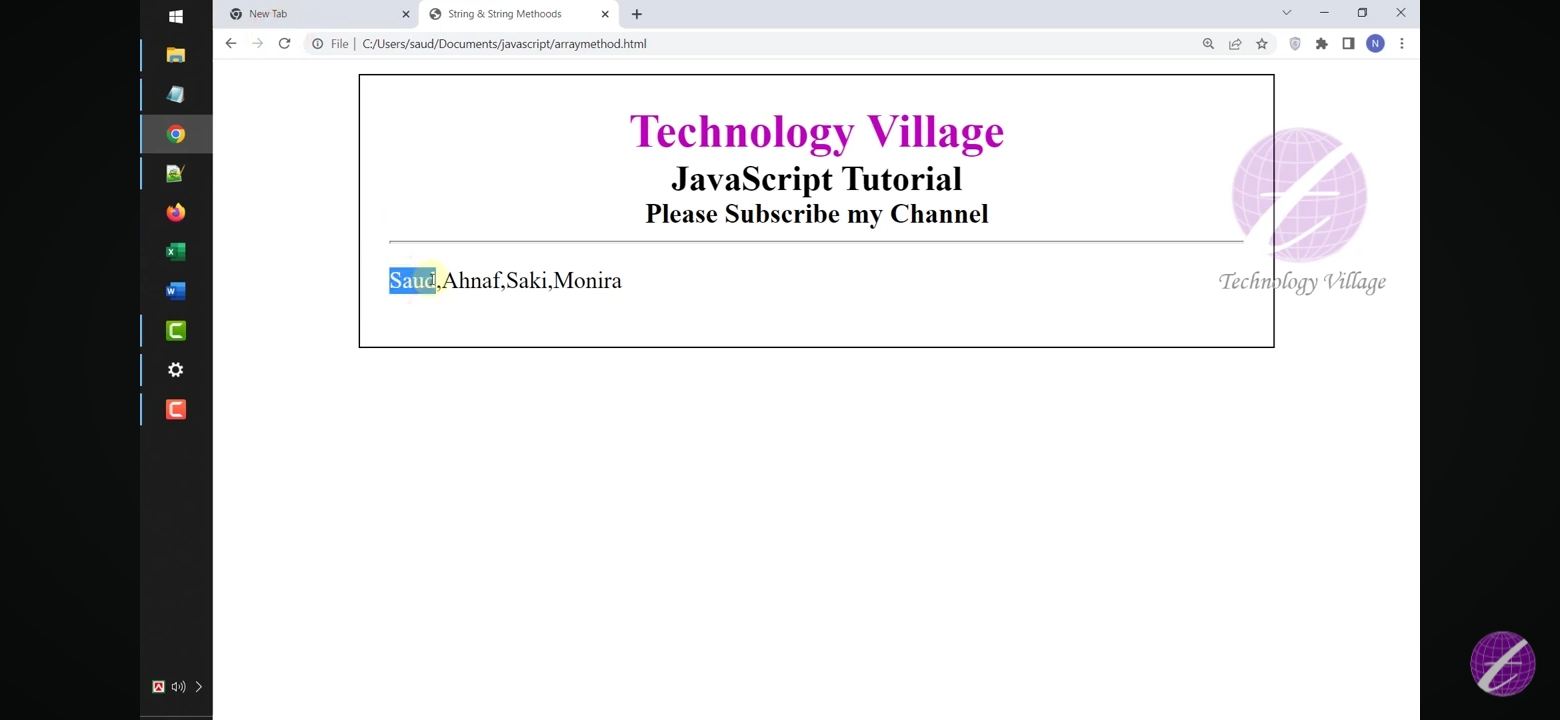 New Tab
String & String Methoods
File
C:/Users/saud/Documents/javascript/arraymethod.html
N
Technology Village
JavaScript Tutorial
Please Subscribe my Channel
Saud,Ahnaf,Saki,Monira
Technology Village